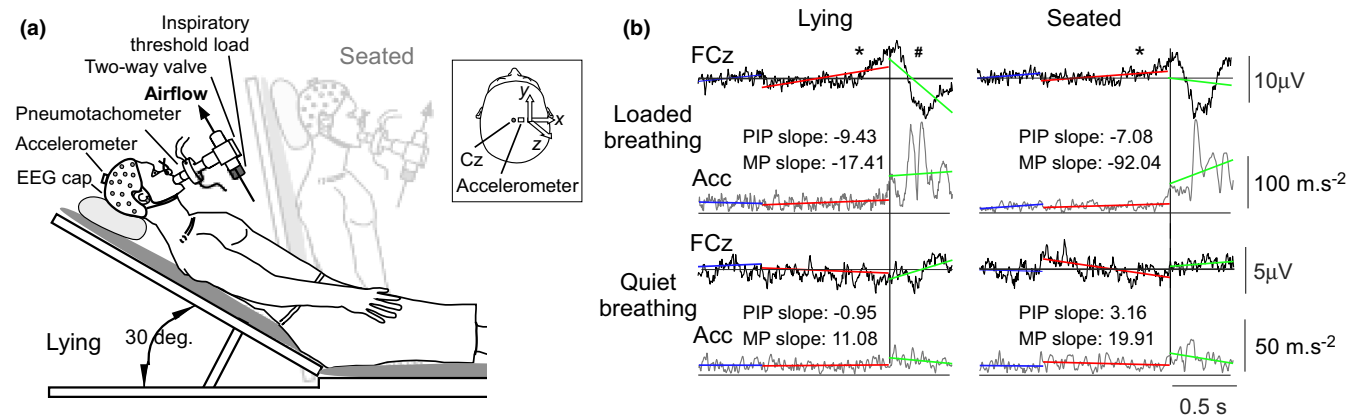 (a)
Inspiratory
threshold load
Two-way valve
Airflow
Pneumotachometer
Accelerometer
EEG cap
Seated
y
x
z
Cz
Accelerometer
Lying
30 deg.
(b)
Lying
Seated
FCz
*
#
*
10μV
Loaded
breathing
PIP slope: -9.43
MP slope: -17.41
PIP slope: -7.08
MP slope: -92.04
Acc
100 m.s-2
FCz
5μV
Quiet
breathing
PIP slope: -0.95
MP slope: 11.08
PIP slope: 3.16
MP slope: 19.91
Acc
50 m.s-2
0.5 s